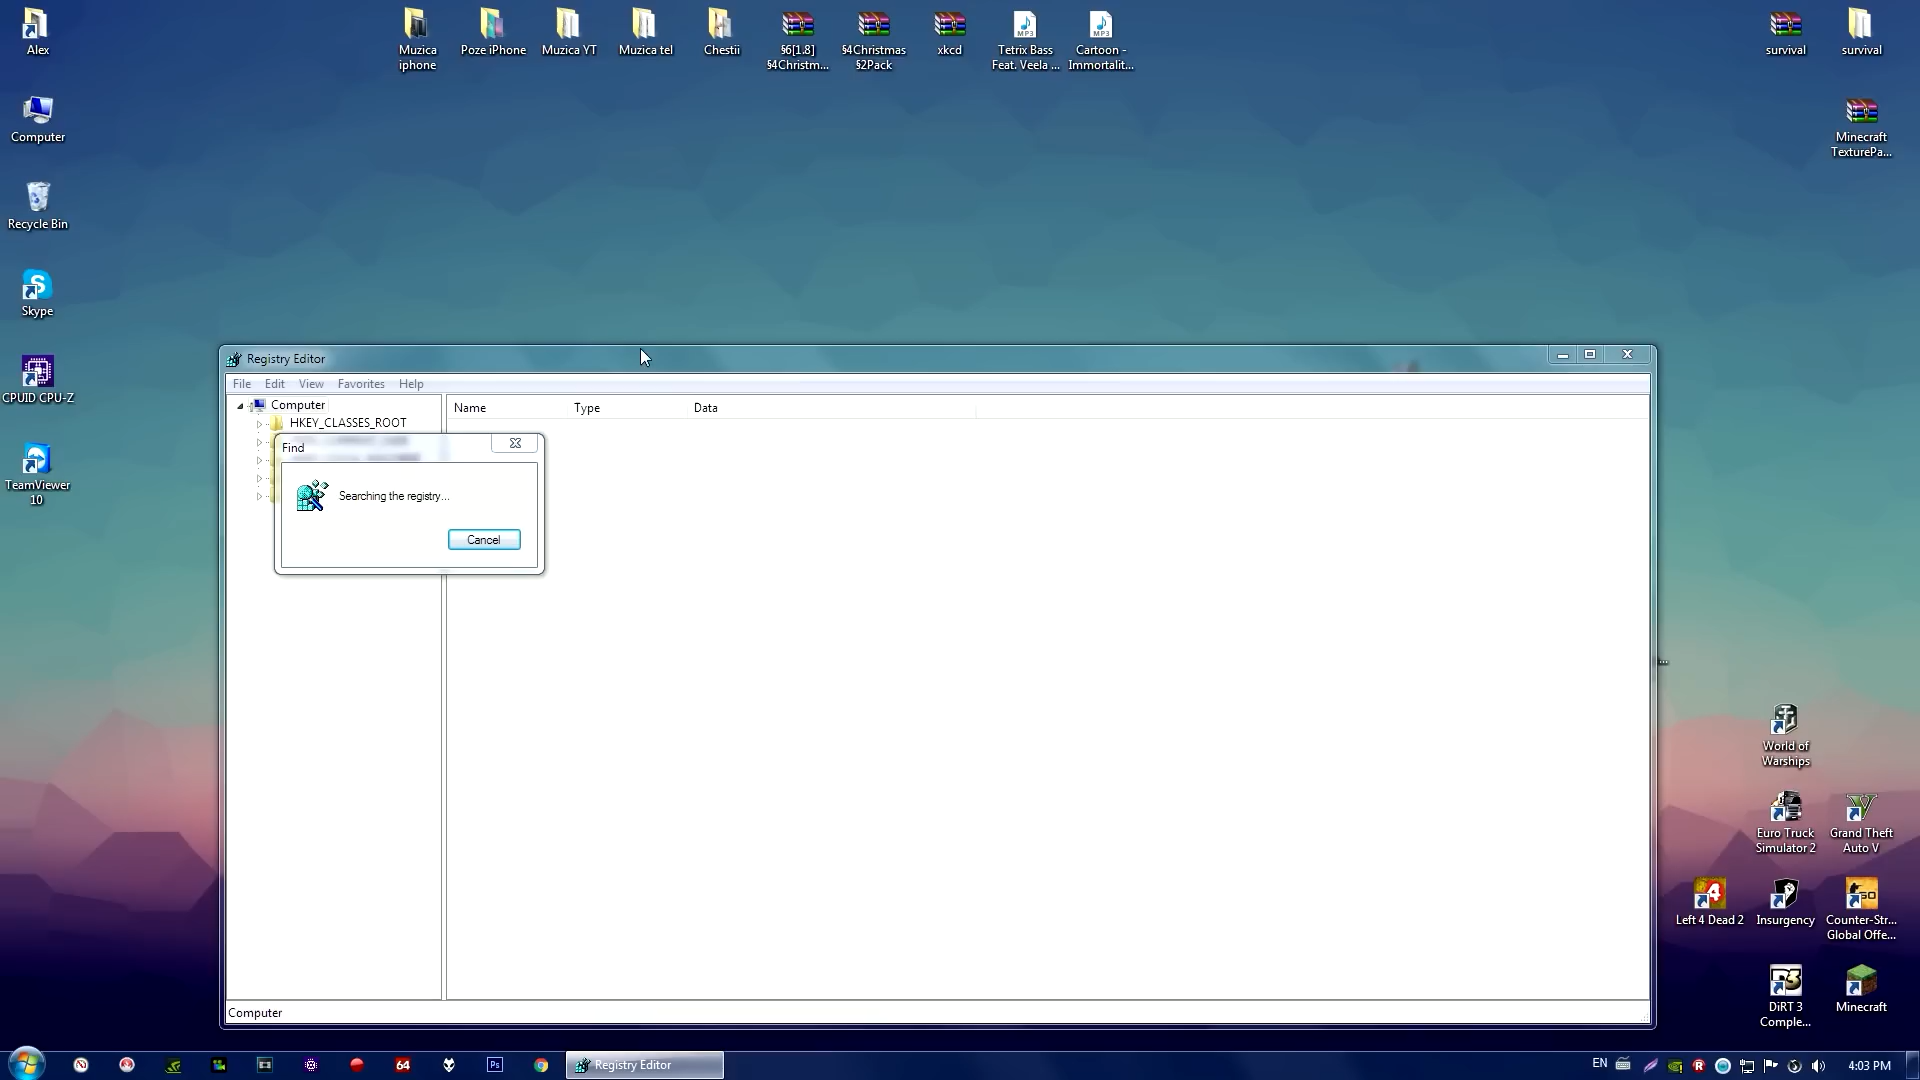 Alex
Muzica
iphone
Poze iPhone
Muzica YT
Muzica tel
Chestii
§6[1.8]
§4Christm...
§4Christmas
§2Pack
xkcd
MP3
Tetrix Bass
Feat. Veela ...
MP3
Cartoon -
Immortalit...
survival
survival
Computer
Minecraft
TexturePa...
Recycle Bin
Skype
CPUID CPU-Z
TeamViewer
10
Registry Editor
File Edit View Favorites Help
Computer
Name Type Data
HKEY_CLASSES_ROOT
Find
Searching the registry...
Cancel
Computer
World of
Warships
Euro Truck
Simulator 2
Grand Theft
Auto V
Left 4 Dead 2
Insurgency
Counter-Str...
Global Offe...
DiRT 3
Comple...
Minecraft
64
Ps
Registry Editor
EN
4:03 PM